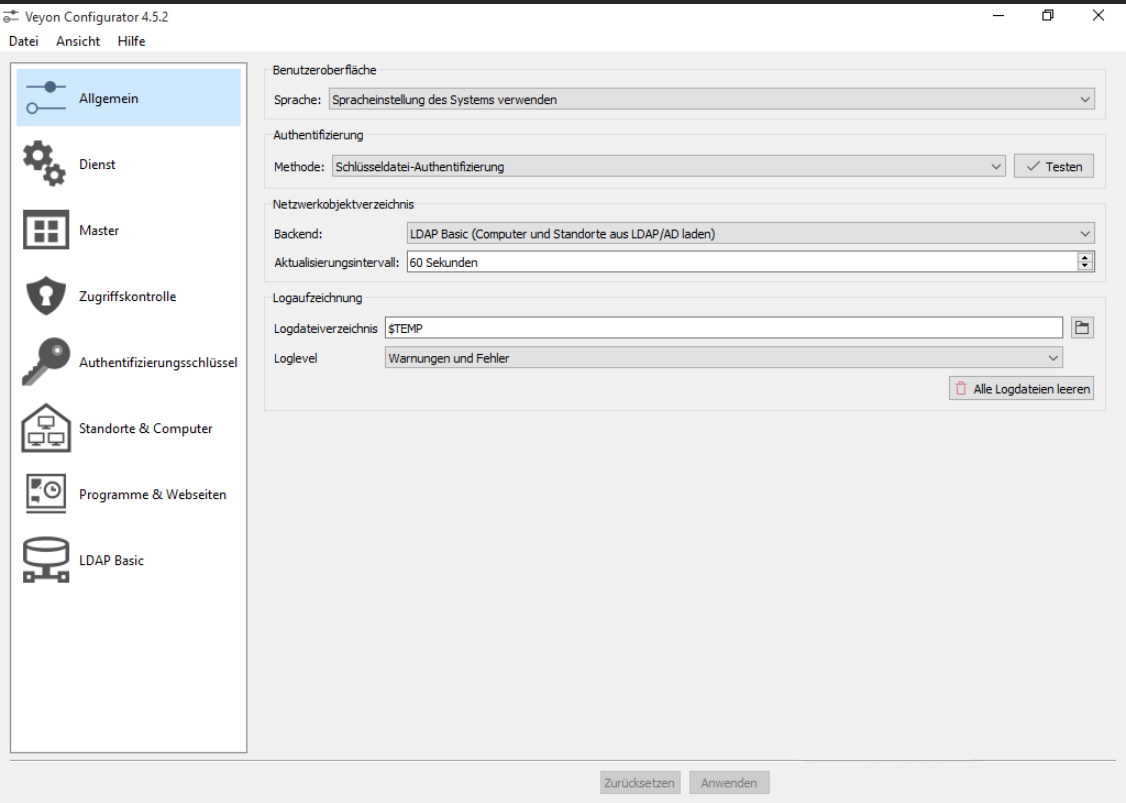 Veyon Configurator 4.5.2
Datei Ansicht Hilfe
Allgemein
Dienst
Master
Zugriffskontrolle
Authentifizierungsschlüssel
Standorte & Computer
Programme & Webseiten
LDAP Basic
Benutzeroberfläche
Sprache: Spracheinstellung des Systems verwenden
Authentifizierung
Methode: Schlüsseldatei-Authentifizierung Testen
Netzwerkobjektverzeichnis
Backend: LDAP Basic (Computer und Standorte aus LDAP/AD laden)
Aktualisierungsintervall: 60 Sekunden
Logaufzeichnung
Logdateiverzeichnis $TEMP
Loglevel Warnungen und Fehler
Alle Logdateien leeren
Zurücksetzen Anwenden